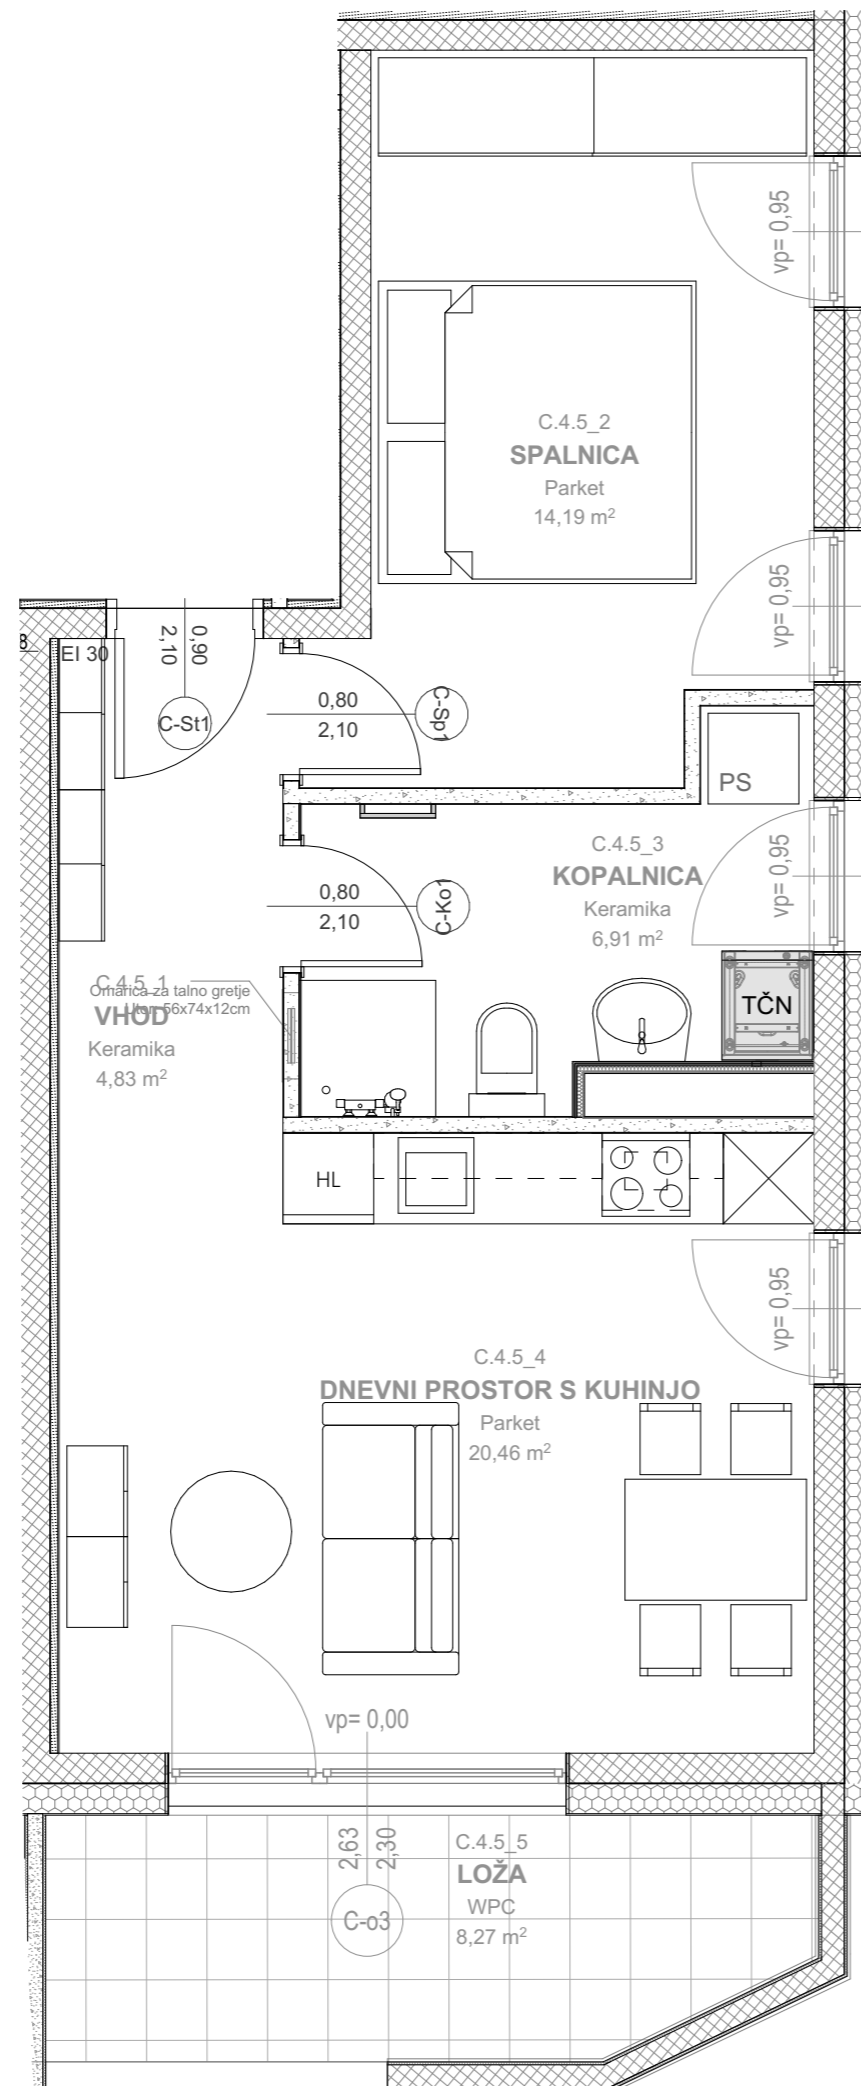 vp= 0,95
C.4.5_2
SPALNICA
Parket
14,19 m²
vp= 0,95
EI 30
0,90
2,10
C-St1
0,80
2,10
C-Sp1
PS
C.4.5_3
KOPALNICA
Keramika
6,91 m²
vp= 0,95
0,80
2,10
C-Ko1
TČN
C.4.5_1
Omarica za talno gretje
56x74x12cm
VHOD
Keramika
4,83 m²
HL
vp= 0,95
C.4.5_4
DNEVNI PROSTOR S KUHINJO
Parket
20,46 m²
vp= 0,00
2,63
2,30
C-o3
C.4.5_5
LOŽA
WPC
8,27 m²